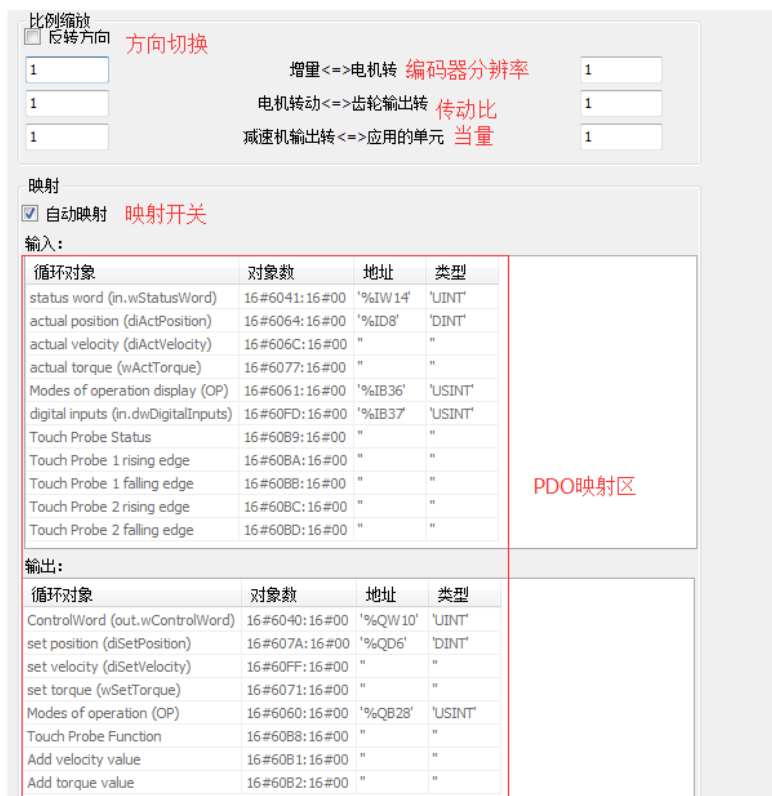 比例缩放
反转方向 方向切换
1 增量<=>电机转 编码器分辨率 1
1 电机转动<=>齿轮输出转 传动比 1
1 减速机输出转<=>应用的单元 当量 1
映射
自动映射 映射开关
输入:
循环对象 对象数 地址 类型
status word (in.wStatusWord) 16#6041:16#00 '%IW14' 'UINT'
actual position (diActPosition) 16#6064:16#00 '%ID8' 'DINT'
actual velocity (diActVelocity) 16#606C:16#00 '' ''
actual torque (wActTorque) 16#6077:16#00 '' ''
Modes of operation display (OP) 16#6061:16#00 '%IB36' 'USINT'
digital inputs (in.dwDigitalInputs) 16#60FD:16#00 '%IB37' 'USINT'
Touch Probe Status 16#60B9:16#00 '' ''
Touch Probe 1 rising edge 16#60BA:16#00 '' ''
Touch Probe 1 falling edge 16#60BB:16#00 '' ''
Touch Probe 2 rising edge 16#60BC:16#00 '' ''
Touch Probe 2 falling edge 16#60BD:16#00 '' ''
PDO映射区
输出:
循环对象 对象数 地址 类型
ControlWord (out.wControlWord) 16#6040:16#00 '%QW10' 'UINT'
set position (diSetPosition) 16#607A:16#00 '%QD6' 'DINT'
set velocity (diSetVelocity) 16#60FF:16#00 '' ''
set torque (wSetTorque) 16#6071:16#00 '' ''
Modes of operation (OP) 16#6060:16#00 '%QB28' 'USINT'
Touch Probe Function 16#60B8:16#00 '' ''
Add velocity value 16#60B1:16#00 '' ''
Add torque value 16#60B2:16#00 '' ''